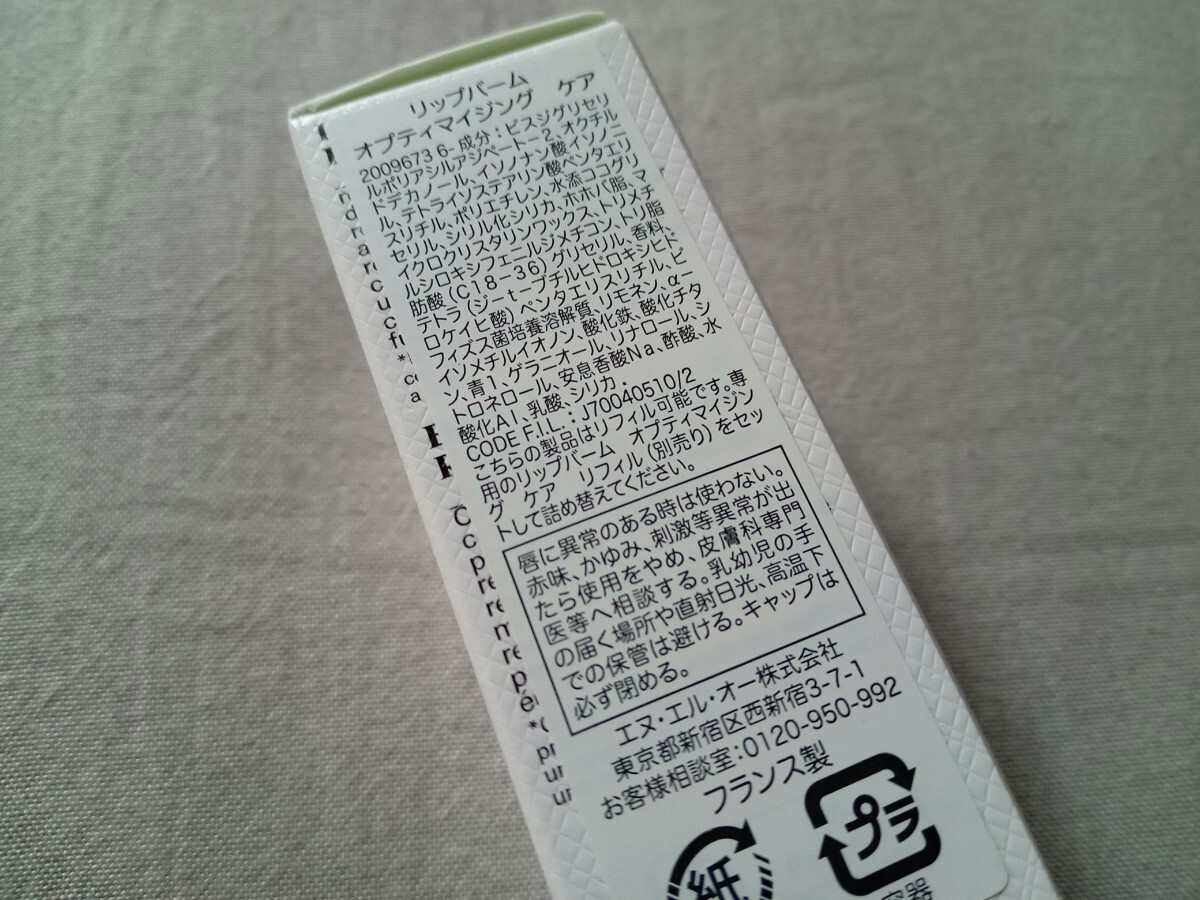 リップバーム
オプティマイジング ケア
2009673 6- 成分：ビスジグリセリ
ルポリアシルアジペート-2、オクチル
ドデカノール、イソノナン酸イソノニ
ル、テトライソステアリン酸ペンタエリ
スリチル、ポリエチレン、水添ココグリ
セリル、シリル化シリカ、ホホバ脂、マ
イクロクリスタリンワックス、トリメチ
ルシロキシフェニルジメチコン、トリ脂
肪酸(C18-36)グリセリル、香料、
テトラ(ジ-t-ブチルヒドロキシヒド
ロケイヒ酸)ペンタエリスリチル、ビ
フィズス菌培養溶解質、リモネン、α-
イソメチルイオノン、酸化鉄、酸化チタ
ン、青1、ゲラニオール、リナロール、シ
トロネロール、安息香酸Na、酢酸、水
酸化Al、乳酸、シリカ・
CODE F.I.L.：J70040510/2
こちらの製品はリフィル可能です。専
用のリップバーム オプティマイジン
グ ケア リフィル(別売り)をセッ
トして詰め替えてください。
唇に異常のある時は使わない。
赤味、かゆみ、刺激等異常が出
たら使用をやめ、皮膚科専門
医等へ相談する。乳幼児の手
の届く場所や直射日光、高温下
での保管は避ける。キャップは
必ず閉める。
エヌ・エル・オー株式会社
東京都新宿区西新宿3-7-1
お客様相談室：0120-950-992
フランス製
プラ
紙
容器